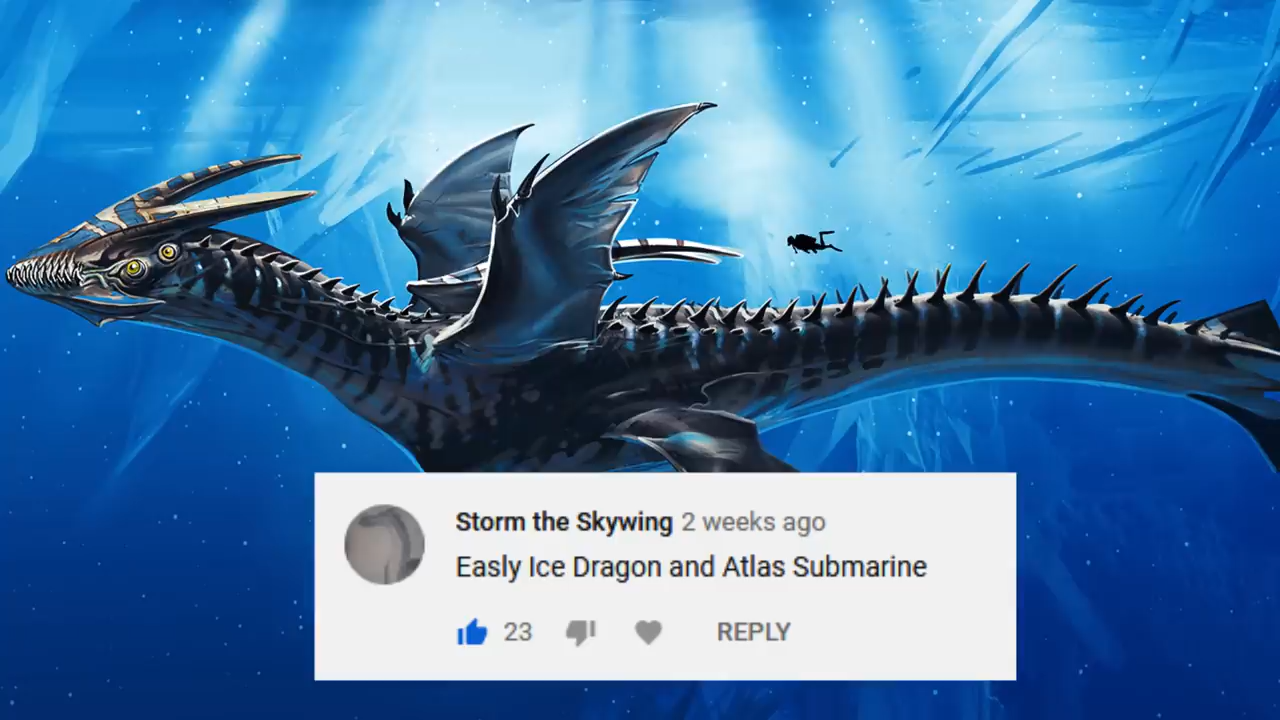 Storm the Skywing 2 weeks ago
Easly Ice Dragon and Atlas Submarine
23 REPLY